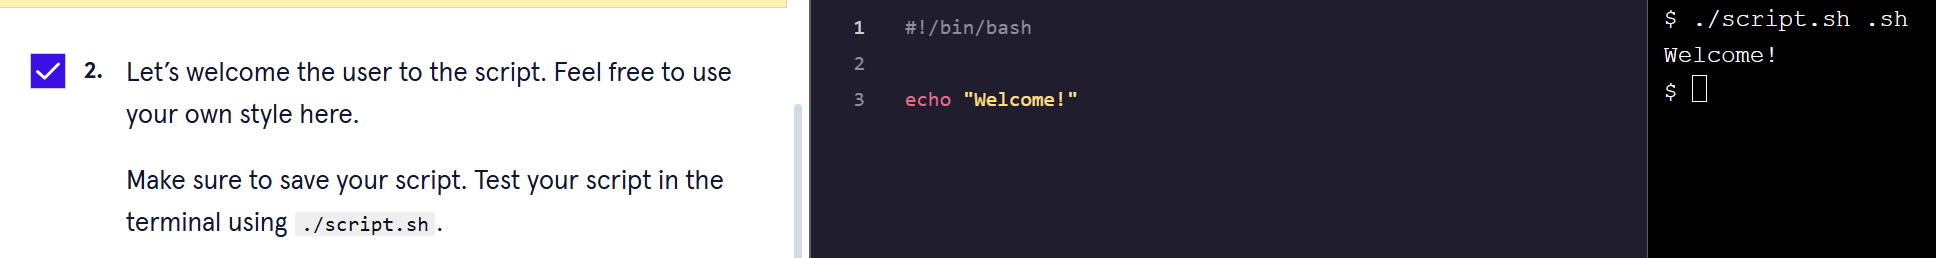 2. Let’s welcome the user to the script. Feel free to use
your own style here.
Make sure to save your script. Test your script in the
terminal using ./script.sh.
1 #!/bin/bash
2
3 echo "Welcome!"
$ ./script.sh .sh
Welcome!
$